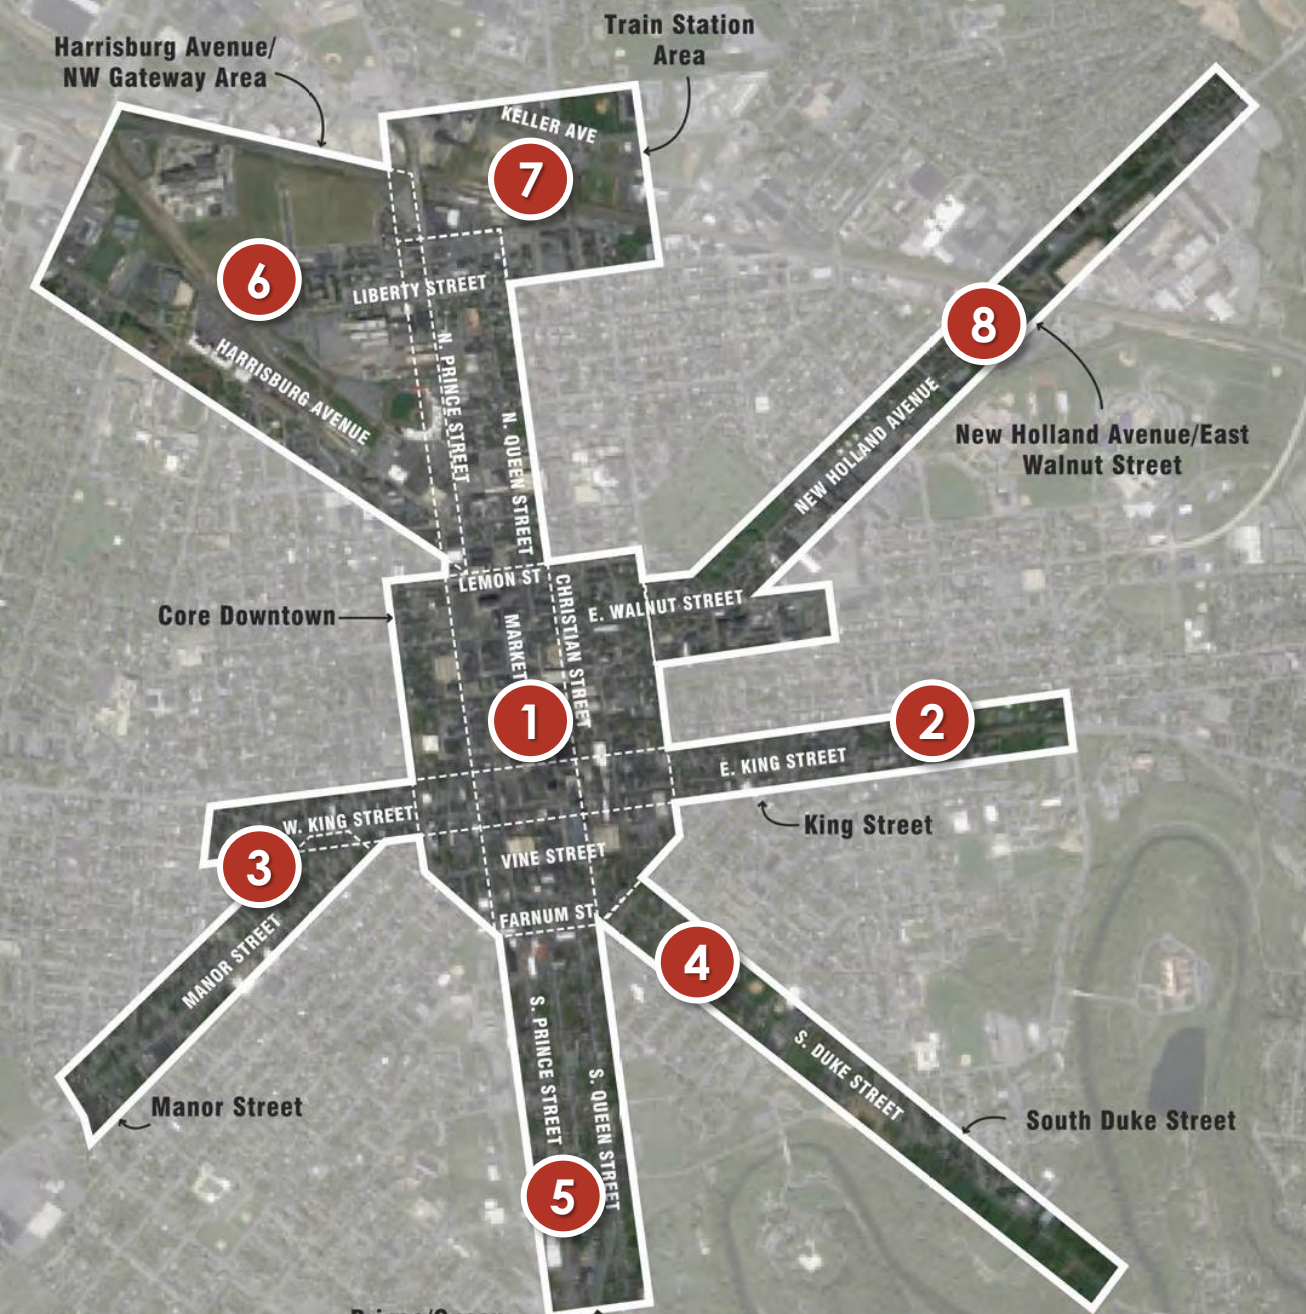 Train Station
Area
Harrisburg Avenue/
NW Gateway Area
KELLER AVE
7
6
LIBERTY STREET
8
HARRISBURG AVENUE
N. PRINCE STREET
N. QUEEN STREET
NEW HOLLAND AVENUE
New Holland Avenue/East
Walnut Street
LEMON ST
CHRISTIAN STREET
E. WALNUT STREET
Core Downtown
MARKET
1
2
E. KING STREET
King Street
W. KING STREET
3
VINE STREET
FARNUM ST
MANOR STREET
4
S. PRINCE STREET
S. DUKE STREET
S. QUEEN STREET
Manor Street
South Duke Street
5